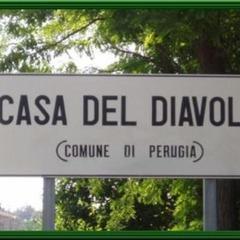 CASA DEL DIAVOL
(COMUNE DI PERUGIA)